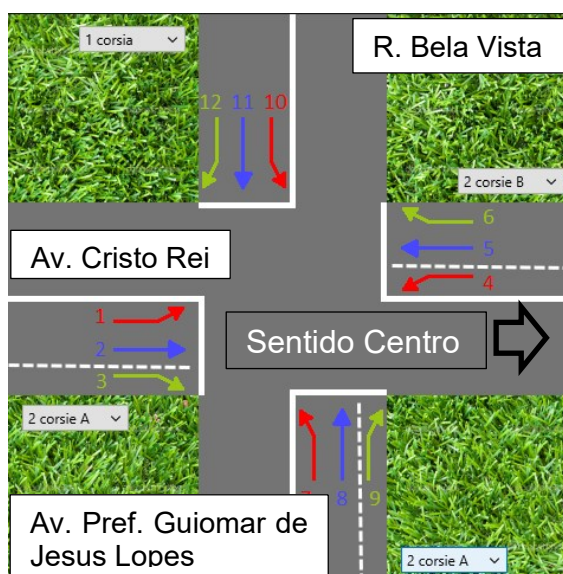 1 corsia
R. Bela Vista
12 11 10
2 corsie B
6
5
4
Av. Cristo Rei
1
2
3
Sentido Centro
2 corsie A
7 8 9
Av. Pref. Guiomar de
Jesus Lopes
2 corsie A